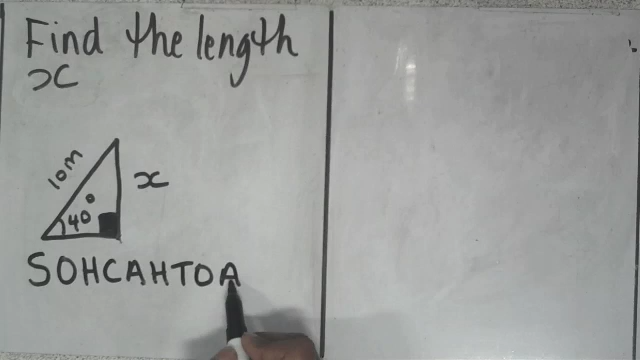 Find the length
x
10m
x
40°
SOHCAHTOA